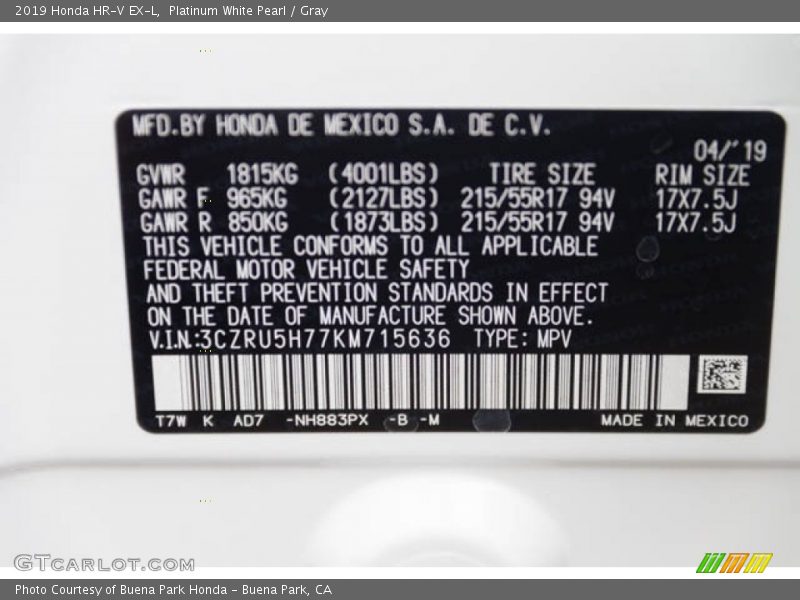 2019 Honda HR-V EX-L, Platinum White Pearl / Gray
MFD.BY HONDA DE MEXICO S.A. DE C.V.
04/'19
GVWR 1815KG (4001LBS) TIRE SIZE RIM SIZE
GAWR F 965KG (2127LBS) 215/55R17 94V 17X7.5J
GAWR R 850KG (1873LBS) 215/55R17 94V 17X7.5J
THIS VEHICLE CONFORMS TO ALL APPLICABLE
FEDERAL MOTOR VEHICLE SAFETY
AND THEFT PREVENTION STANDARDS IN EFFECT
ON THE DATE OF MANUFACTURE SHOWN ABOVE.
V.I.N.:3CZRU5H77KM715636 TYPE: MPV
T7W K AD7 -NH883PX -B -M MADE IN MEXICO
GTCARLOT.COM
Photo Courtesy of Buena Park Honda - Buena Park, CA